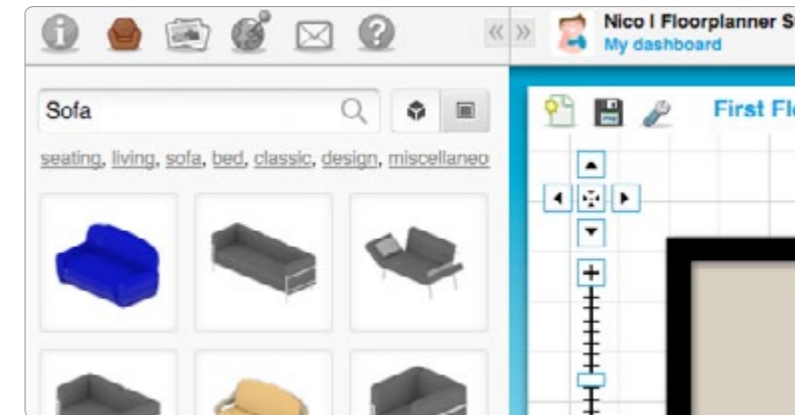 Nico | Floorplanner S
My dashboard
Sofa
First Fl
seating, living, sofa, bed, classic, design, miscellaneo